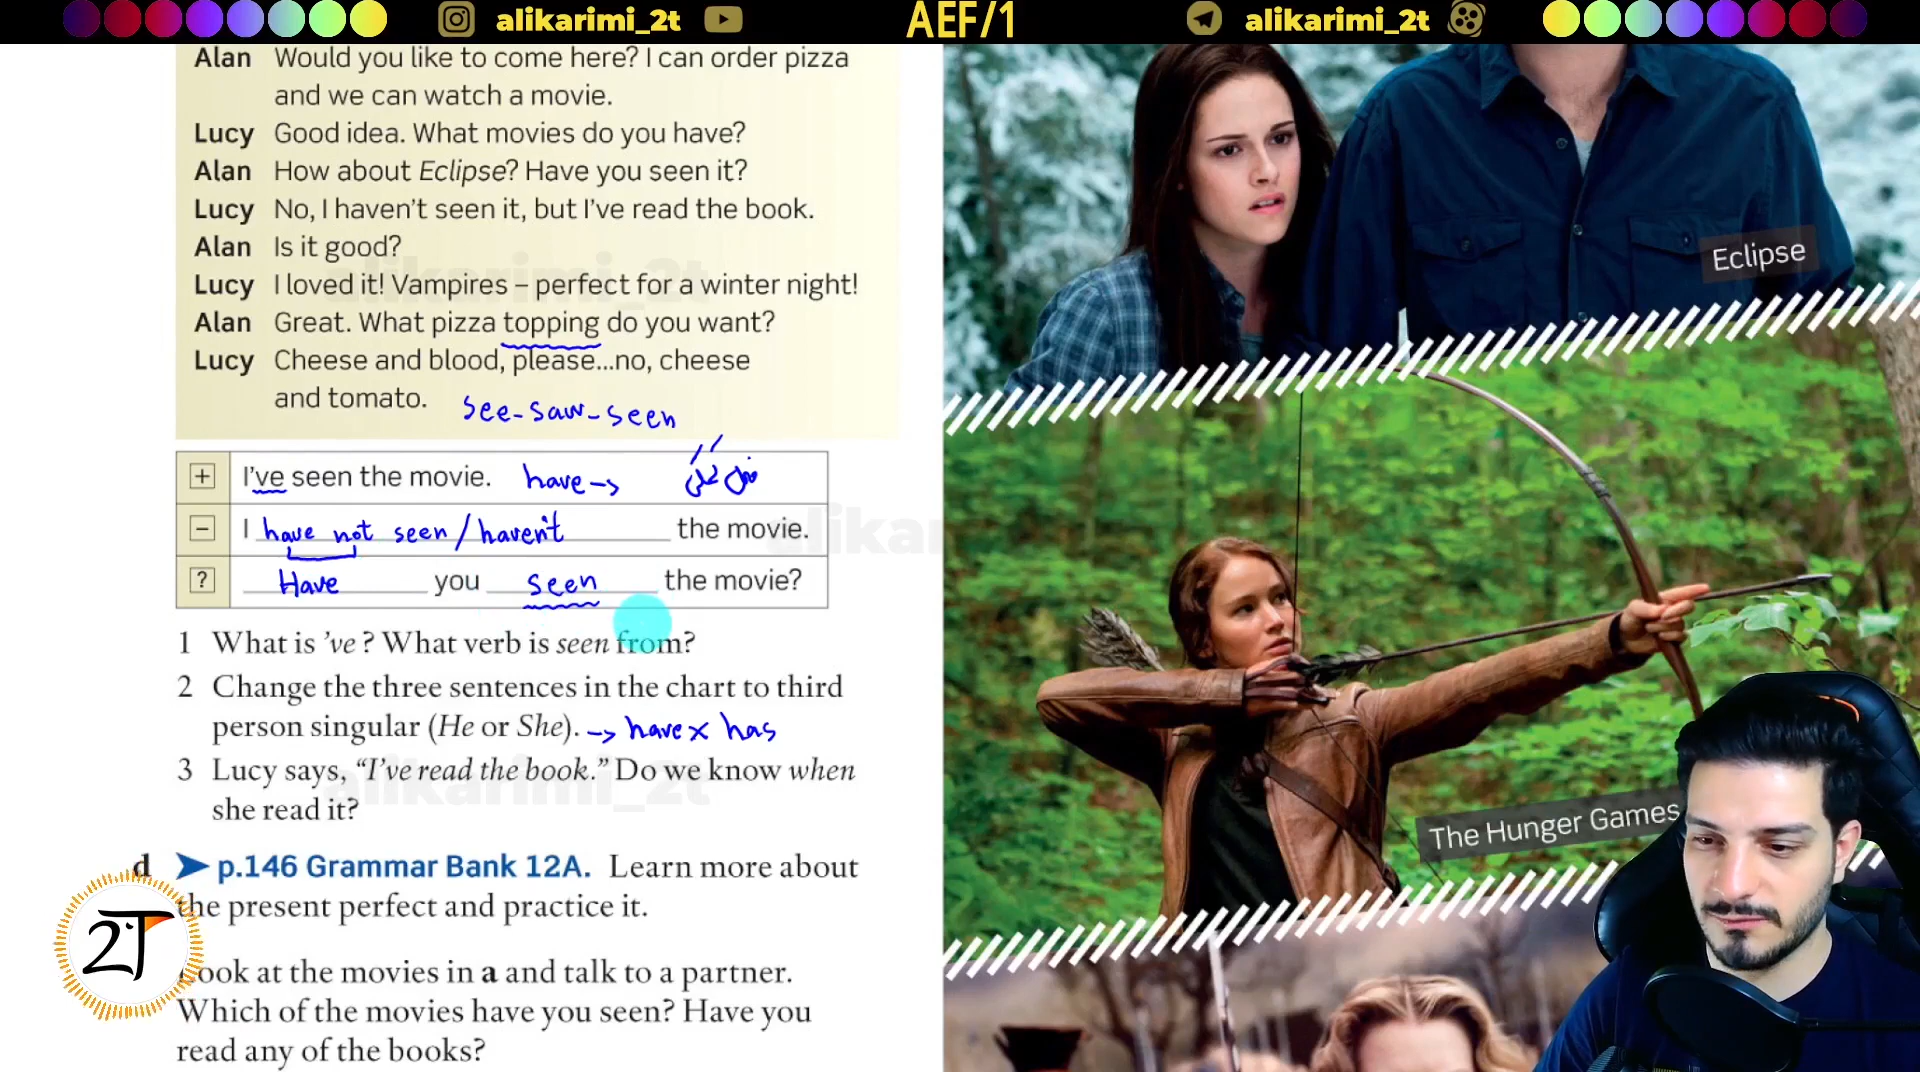 alikarimi_2t
AEF/1
alikarimi_2t
Alan Would you like to come here? I can order pizza
and we can watch a movie.
Lucy Good idea. What movies do you have?
Alan How about Eclipse? Have you seen it?
Lucy No, I haven't seen it, but I've read the book.
Alan Is it good?
Lucy I loved it! Vampires – perfect for a winter night!
Alan Great. What pizza topping do you want?
Lucy Cheese and blood, please...no, cheese
and tomato.
see-saw-seen
+ I've seen the movie. have →
− I have not seen / haven't the movie.
? Have you seen the movie?
1 What is 've? What verb is seen from?
2 Change the three sentences in the chart to third
person singular (He or She). → have x has
3 Lucy says, "I've read the book." Do we know when
she read it?
d ➤ p.146 Grammar Bank 12A. Learn more about
the present perfect and practice it.
Look at the movies in a and talk to a partner.
Which of the movies have you seen? Have you
read any of the books?
2T
Eclipse
The Hunger Games
alikarimi_2t
alikar
alikarimi_2t